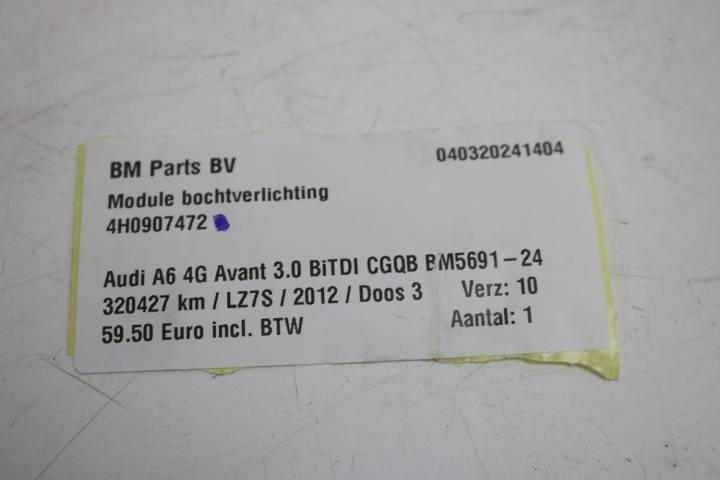 BM Parts BV 040320241404
Module bochtverlichting
4H0907472
Audi A6 4G Avant 3.0 BiTDI CGQB BM5691-24
320427 km / LZ7S / 2012 / Doos 3 Verz: 10
59.50 Euro incl. BTW Aantal: 1